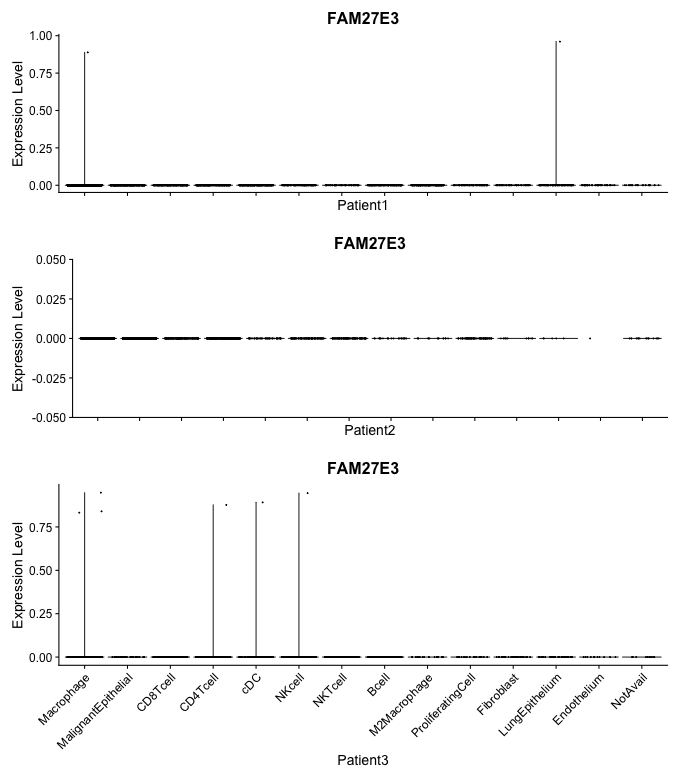 FAM27E3
Expression Level
1.00
0.75
0.50
0.25
0.00
Patient1
FAM27E3
Expression Level
0.050
0.025
0.000
-0.025
-0.050
Patient2
FAM27E3
Expression Level
0.75
0.50
0.25
0.00
Macrophage
MalignantEpithelial
CD8Tcell
CD4Tcell
cDC
NKcell
NKTcell
Bcell
M2Macrophage
ProliferatingCell
Fibroblast
LungEpithelium
Endothelium
NotAvail
Patient3